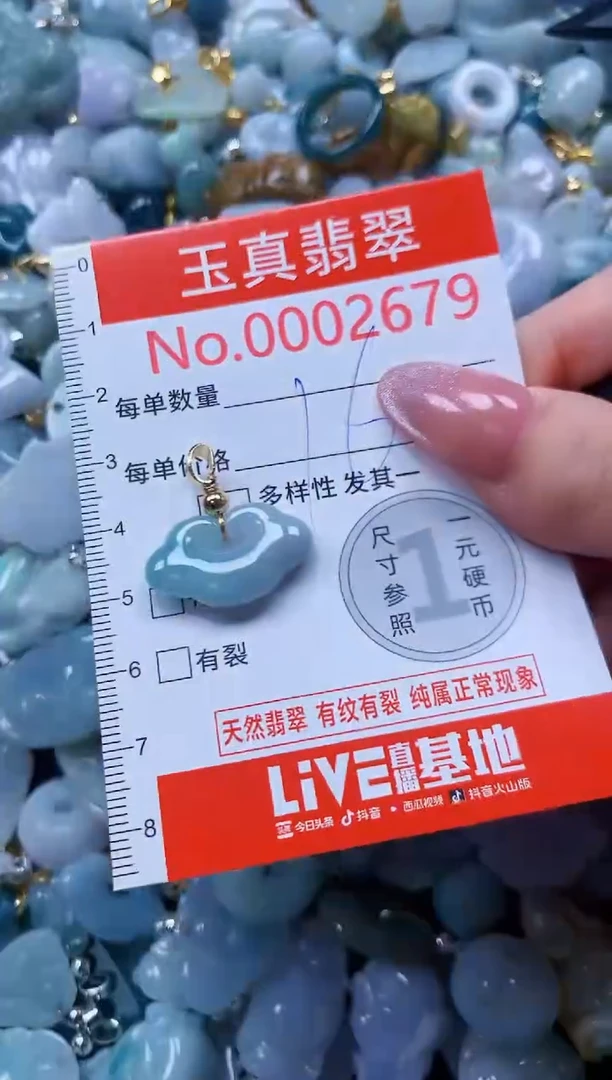 玉真翡翠
No.0002679
0
1
2
3
4
5
6
7
8
每单数量
每单价格
多样性 发其一
尺寸参照
1
一元硬币
有裂
天然翡翠 有纹有裂 纯属正常现象
LiVE直播基地
头条 今日头条 抖音 • 西瓜视频 抖音火山版